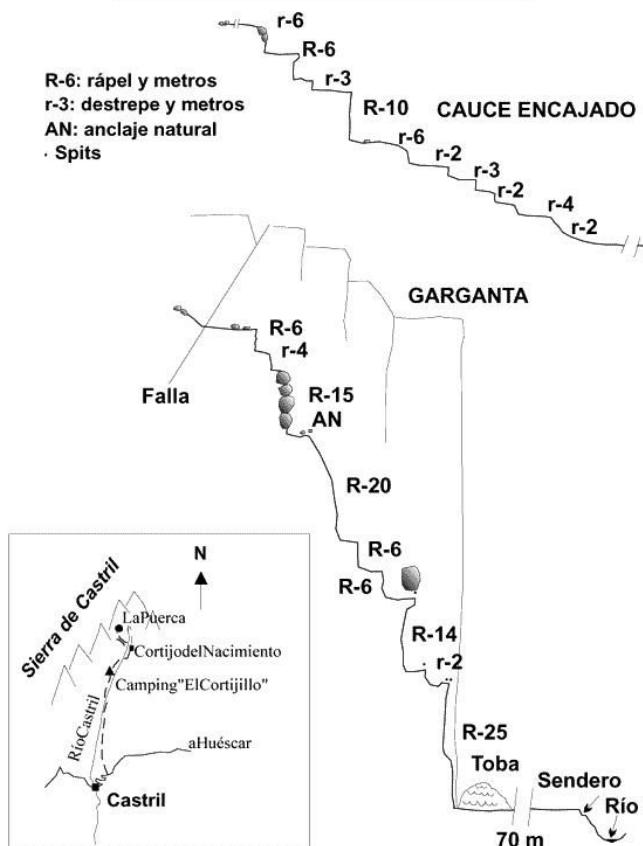 R-6: rápel y metros
r-3: destrepe y metros
AN: anclaje natural
· Spits
r-6
R-6
r-3
R-10
CAUCE ENCAJADO
r-6
r-2
r-3
r-2
r-4
r-2
GARGANTA
R-6
r-4
Falla
R-15
AN
R-20
R-6
R-6
R-14
r-2
R-25
Toba
Sendero
Río
70 m
N
Sierra de Castril
LaPuerca
CortijodelNacimiento
Camping"ElCortijillo"
RíoCastril
aHuéscar
Castril